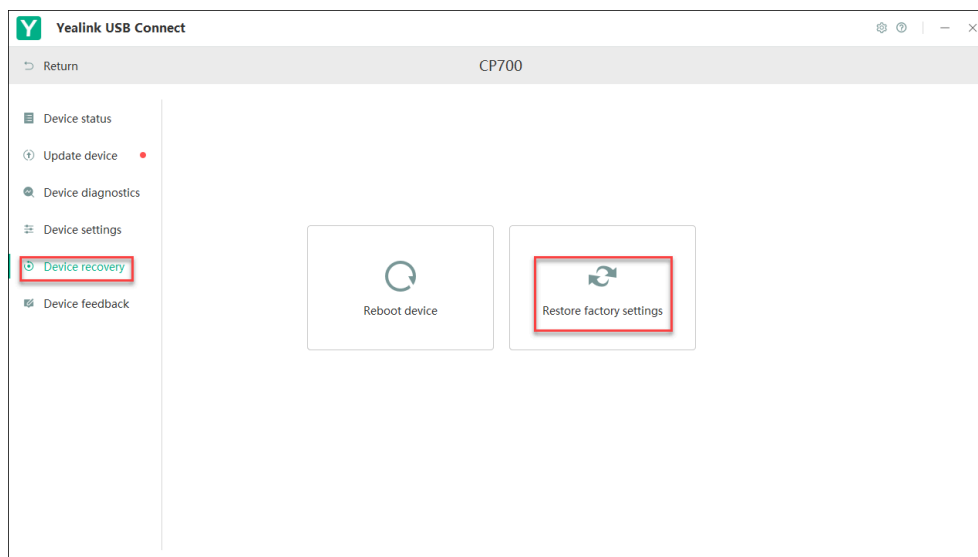 Y Yealink USB Connect
Return
CP700
Device status
Update device
Device diagnostics
Device settings
Device recovery
Device feedback
Reboot device
Restore factory settings